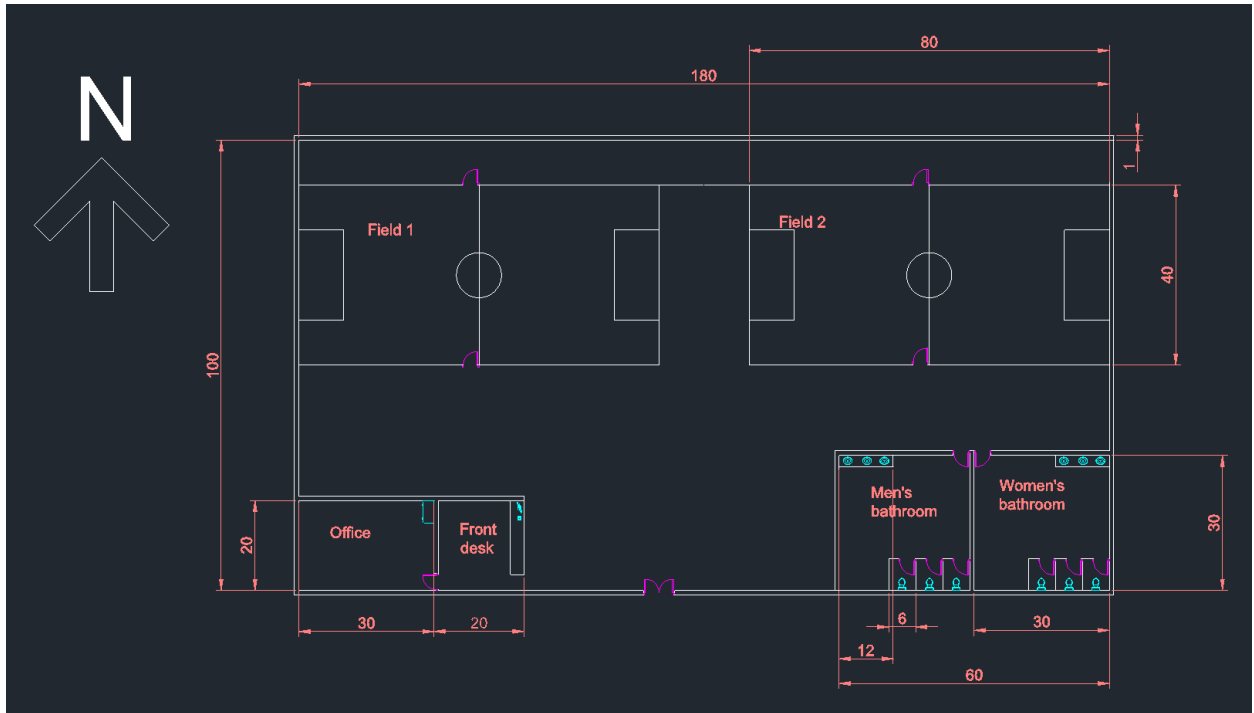 80
180
N
1
Field 1
Field 2
40
100
Men's
bathroom
Women's
bathroom
Office
Front
desk
20
30
30
20
6
30
12
60